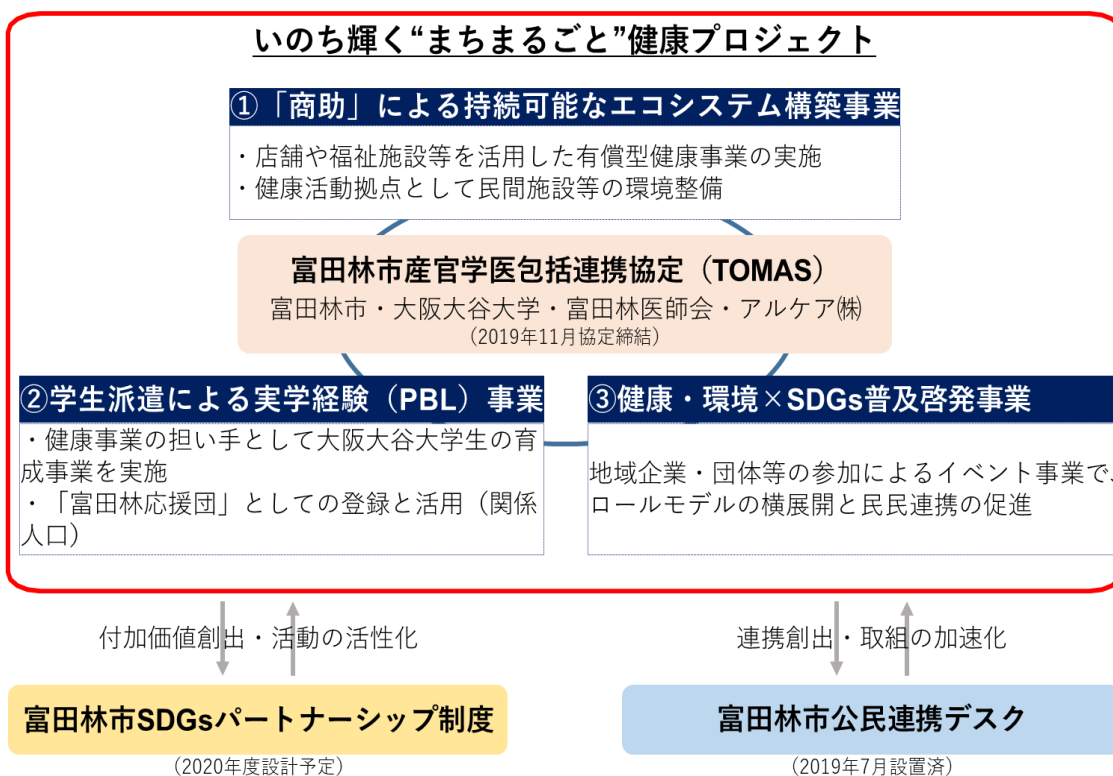 いのち輝く“まちまるごと”健康プロジェクト
①「商助」による持続可能なエコシステム構築事業
・店舗や福祉施設等を活用した有償型健康事業の実施
・健康活動拠点として民間施設等の環境整備
富田林市産官学医包括連携協定（TOMAS）
富田林市・大阪大谷大学・富田林医師会・アルケア㈱
（2019年11月協定締結）
②学生派遣による実学経験（PBL）事業
・健康事業の担い手として大阪大谷大学生の育
成事業を実施
・「富田林応援団」としての登録と活用（関係
人口）
③健康・環境×SDGs普及啓発事業
地域企業・団体等の参加によるイベント事業で、
ロールモデルの横展開と民民連携の促進
付加価値創出・活動の活性化
連携創出・取組の加速化
富田林市SDGsパートナーシップ制度
（2020年度設計予定）
富田林市公民連携デスク
（2019年7月設置済）